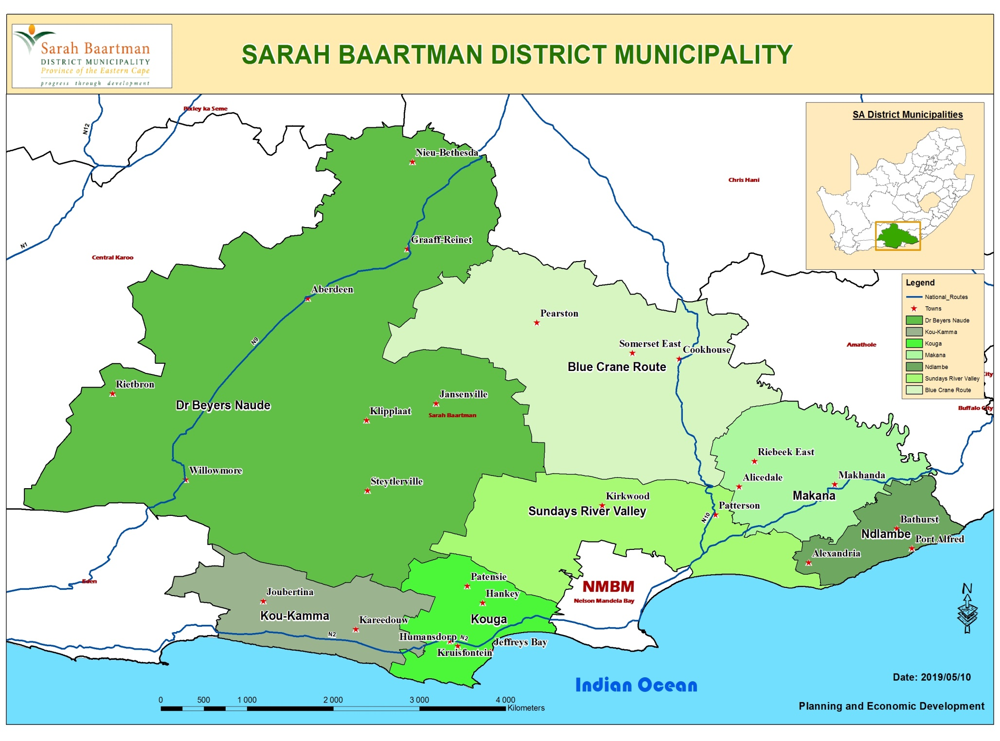 Sarah Baartman
DISTRICT MUNICIPALITY
Province of the Eastern Cape
progress through development
SARAH BAARTMAN DISTRICT MUNICIPALITY
Pixley ka Seme
N12
N1
Central Karoo
Chris Hani
Amathole
Buffalo City
City
Eden
SA District Municipalities
Legend
National_Routes
Towns
Dr Beyers Naude
Kou-Kamma
Kouga
Makana
Ndlambe
Sundays River Valley
Blue Crane Route
Nieu-Bethesda
Graaff-Reinet
Aberdeen
N9
Pearston
Somerset East
Cookhouse
Blue Crane Route
Rietbron
Dr Beyers Naude
Jansenville
Klipplaat
Sarah Baartman
Willowmore
Steytlerville
Riebeek East
Alicedale
Makhanda
Makana
Kirkwood
Sundays River Valley
Patterson
N10
Bathurst
Ndlambe
Port Alfred
Alexandria
Patensie
Hankey
NMBM
Nelson Mandela Bay
Joubertina
Kou-Kamma
Kareedouw
Kouga
N2
Humansdorp
N2
Jeffreys Bay
Kruisfontein
N
Indian Ocean
Date: 2019/05/10
Planning and Economic Development
0 500 1 000 2 000 3 000 4 000
Kilometers